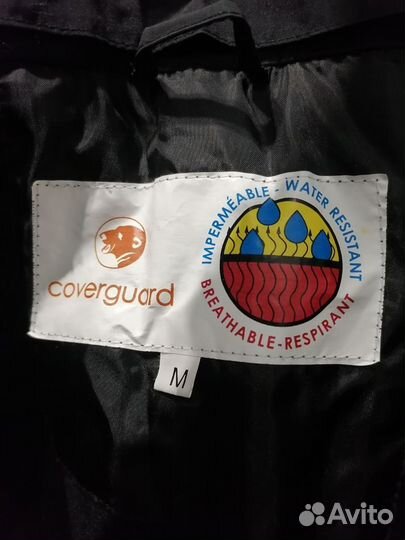 coverguard
IMPERMÉABLE - WATER RESISTANT
BREATHABLE - RESPIRANT
M
Avito